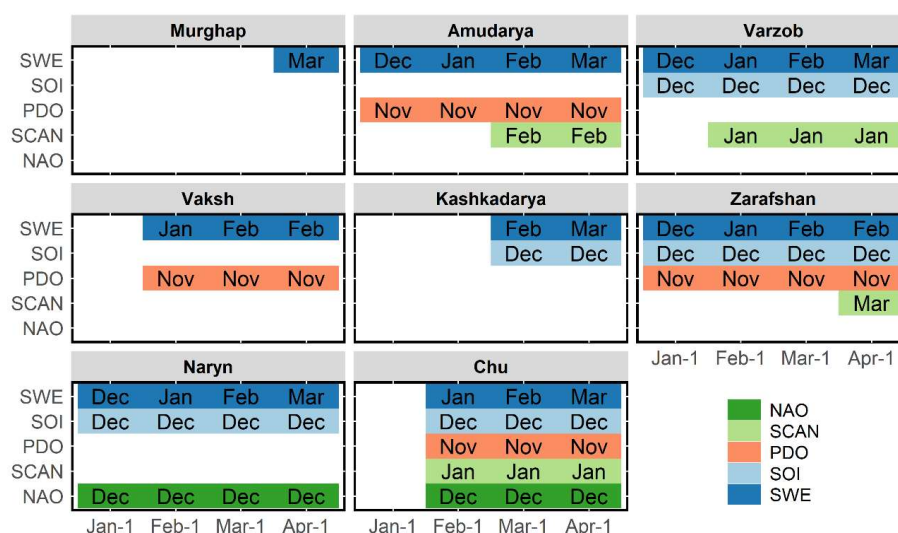 Murghap Amudarya Varzob
SWE Mar Dec Jan Feb Mar Dec Jan Feb Mar
SOI Dec Dec Dec Dec
PDO Nov Nov Nov Nov
SCAN Feb Feb Jan Jan Jan
NAO
Vaksh Kashkadarya Zarafshan
SWE Jan Feb Feb Feb Mar Dec Jan Feb Feb
SOI Dec Dec Dec Dec Dec Dec
PDO Nov Nov Nov Nov Nov Nov Nov
SCAN Mar
NAO
Jan-1 Feb-1 Mar-1 Apr-1
Naryn Chu
SWE Dec Jan Feb Mar Jan Feb Mar
SOI Dec Dec Dec Dec Dec Dec Dec
PDO Nov Nov Nov
SCAN Jan Jan Jan
NAO Dec Dec Dec Dec Dec Dec Dec
Jan-1 Feb-1 Mar-1 Apr-1 Jan-1 Feb-1 Mar-1 Apr-1
NAO
SCAN
PDO
SOI
SWE